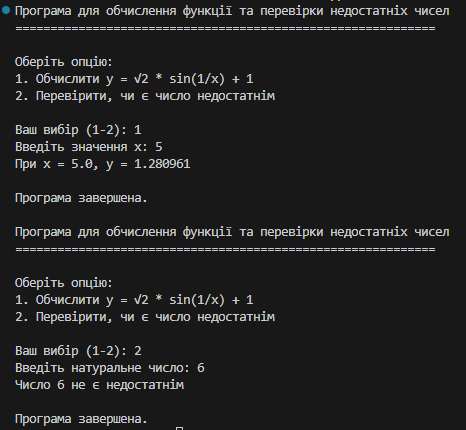 Програма для обчислення функції та перевірки недостатніх чисел
============================================================
Оберіть опцію:
1. Обчислити y = √2 * sin(1/x) + 1
2. Перевірити, чи є число недостатнім
Ваш вибір (1-2): 1
Введіть значення x: 5
При x = 5.0, y = 1.280961
Програма завершена.
Програма для обчислення функції та перевірки недостатніх чисел
============================================================
Оберіть опцію:
1. Обчислити y = √2 * sin(1/x) + 1
2. Перевірити, чи є число недостатнім
Ваш вибір (1-2): 2
Введіть натуральне число: 6
Число 6 не є недостатнім
Програма завершена.